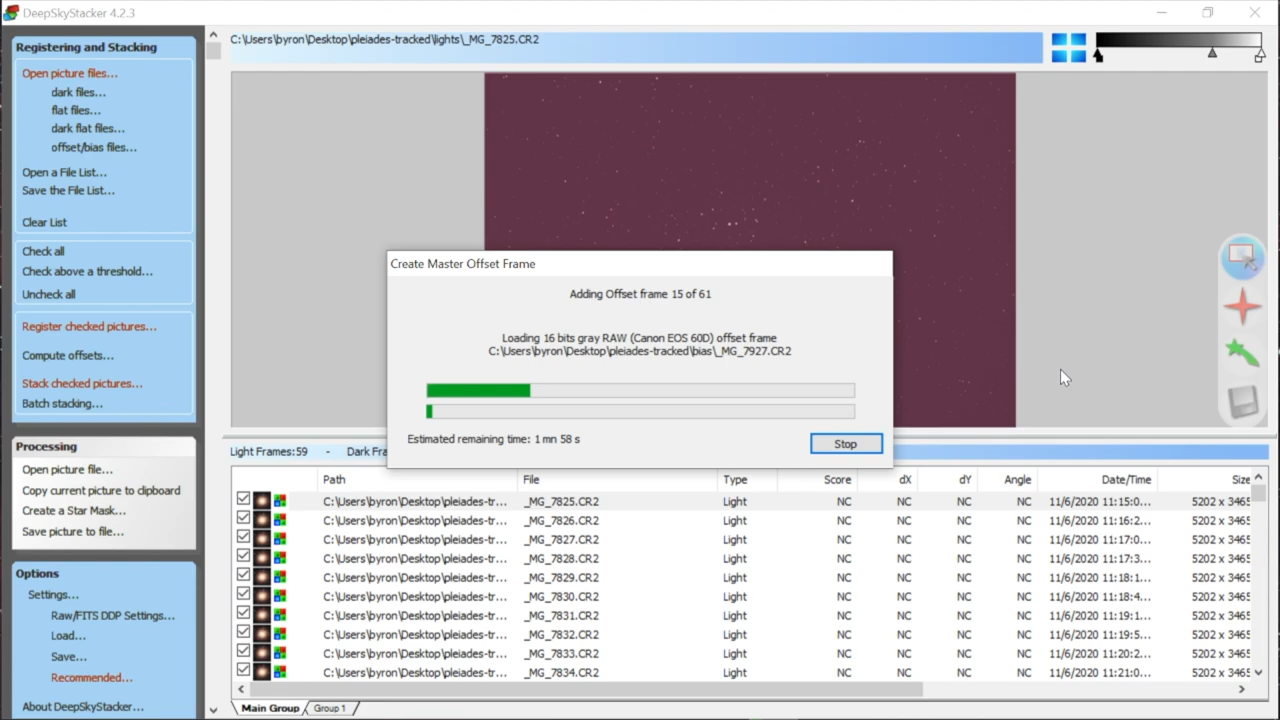 DeepSkyStacker 4.2.3
Registering and Stacking
Open picture files...
dark files...
flat files...
dark flat files...
offset/bias files...
Open a File List...
Save the File List...
Clear List
Check all
Check above a threshold...
Uncheck all
Register checked pictures...
Compute offsets...
Stack checked pictures...
Batch stacking...
Processing
Open picture file...
Copy current picture to clipboard
Create a Star Mask...
Save picture to file...
Options
Settings...
Raw/FITS DDP Settings...
Load...
Save...
Recommended...
About DeepSkyStacker...
C:\Users\byron\Desktop\pleiades-tracked\lights\_MG_7825.CR2
Create Master Offset Frame
Adding Offset frame 15 of 61
Loading 16 bits gray RAW (Canon EOS 60D) offset frame
C:\Users\byron\Desktop\pleiades-tracked\bias\_MG_7927.CR2
Estimated remaining time: 1 mn 58 s
Stop
Light Frames:59 - Dark Fra
Path File Type Score dX dY Angle Date/Time Size
C:\Users\byron\Desktop\pleiades-tr... _MG_7825.CR2 Light NC NC NC NC 11/6/2020 11:15:0... 5202 x 3465
C:\Users\byron\Desktop\pleiades-tr... _MG_7826.CR2 Light NC NC NC NC 11/6/2020 11:16:2... 5202 x 3465
C:\Users\byron\Desktop\pleiades-tr... _MG_7827.CR2 Light NC NC NC NC 11/6/2020 11:17:0... 5202 x 3465
C:\Users\byron\Desktop\pleiades-tr... _MG_7828.CR2 Light NC NC NC NC 11/6/2020 11:17:3... 5202 x 3465
C:\Users\byron\Desktop\pleiades-tr... _MG_7829.CR2 Light NC NC NC NC 11/6/2020 11:18:1... 5202 x 3465
C:\Users\byron\Desktop\pleiades-tr... _MG_7830.CR2 Light NC NC NC NC 11/6/2020 11:18:4... 5202 x 3465
C:\Users\byron\Desktop\pleiades-tr... _MG_7831.CR2 Light NC NC NC NC 11/6/2020 11:19:1... 5202 x 3465
C:\Users\byron\Desktop\pleiades-tr... _MG_7832.CR2 Light NC NC NC NC 11/6/2020 11:19:5... 5202 x 3465
C:\Users\byron\Desktop\pleiades-tr... _MG_7833.CR2 Light NC NC NC NC 11/6/2020 11:20:2... 5202 x 3465
C:\Users\byron\Desktop\pleiades-tr... _MG_7834.CR2 Light NC NC NC NC 11/6/2020 11:21:0... 5202 x 3465
Main Group Group 1